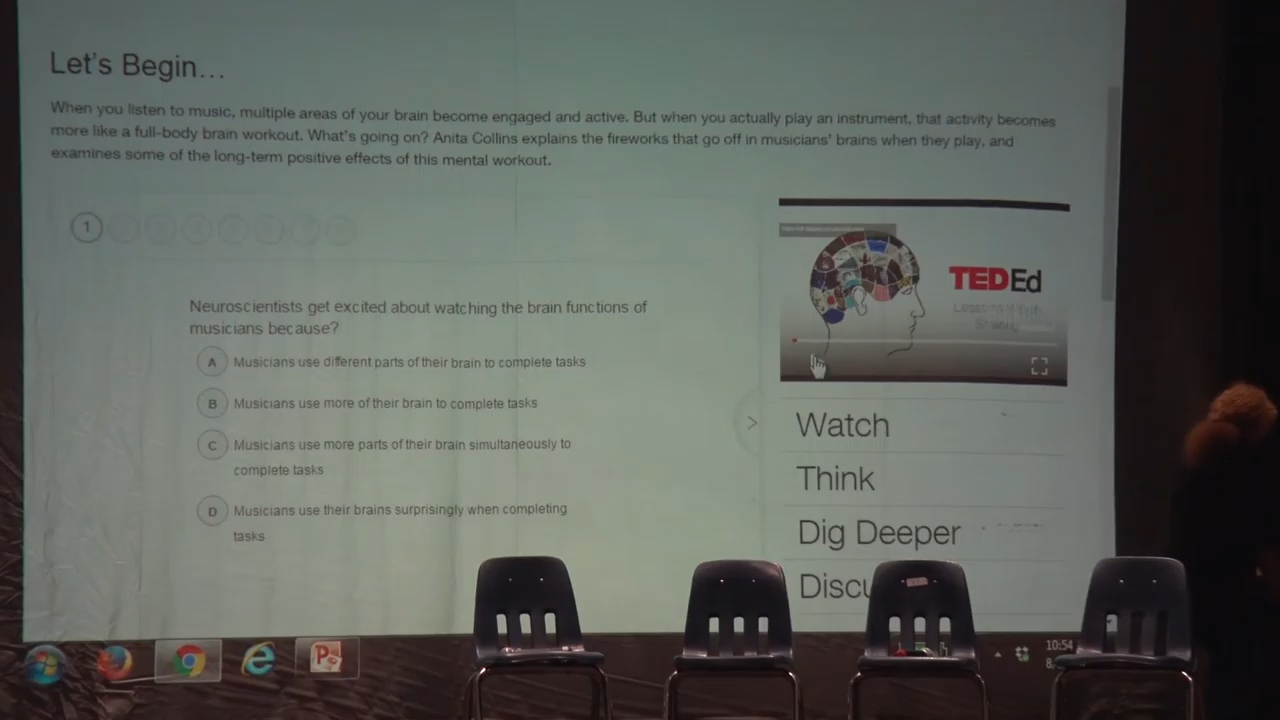 Let's Begin...
When you listen to music, multiple areas of your brain become engaged and active. But when you actually play an instrument, that activity becomes
more like a full-body brain workout. What's going on? Anita Collins explains the fireworks that go off in musicians' brains when they play, and
examines some of the long-term positive effects of this mental workout.
1
Neuroscientists get excited about watching the brain functions of
musicians because?
A Musicians use different parts of their brain to complete tasks
B Musicians use more of their brain to complete tasks
C Musicians use more parts of their brain simultaneously to
complete tasks
D Musicians use their brains surprisingly when completing
tasks
TEDEd
Lessons Worth
Sharing
Watch
Think
Dig Deeper
Discu
10:54
8/